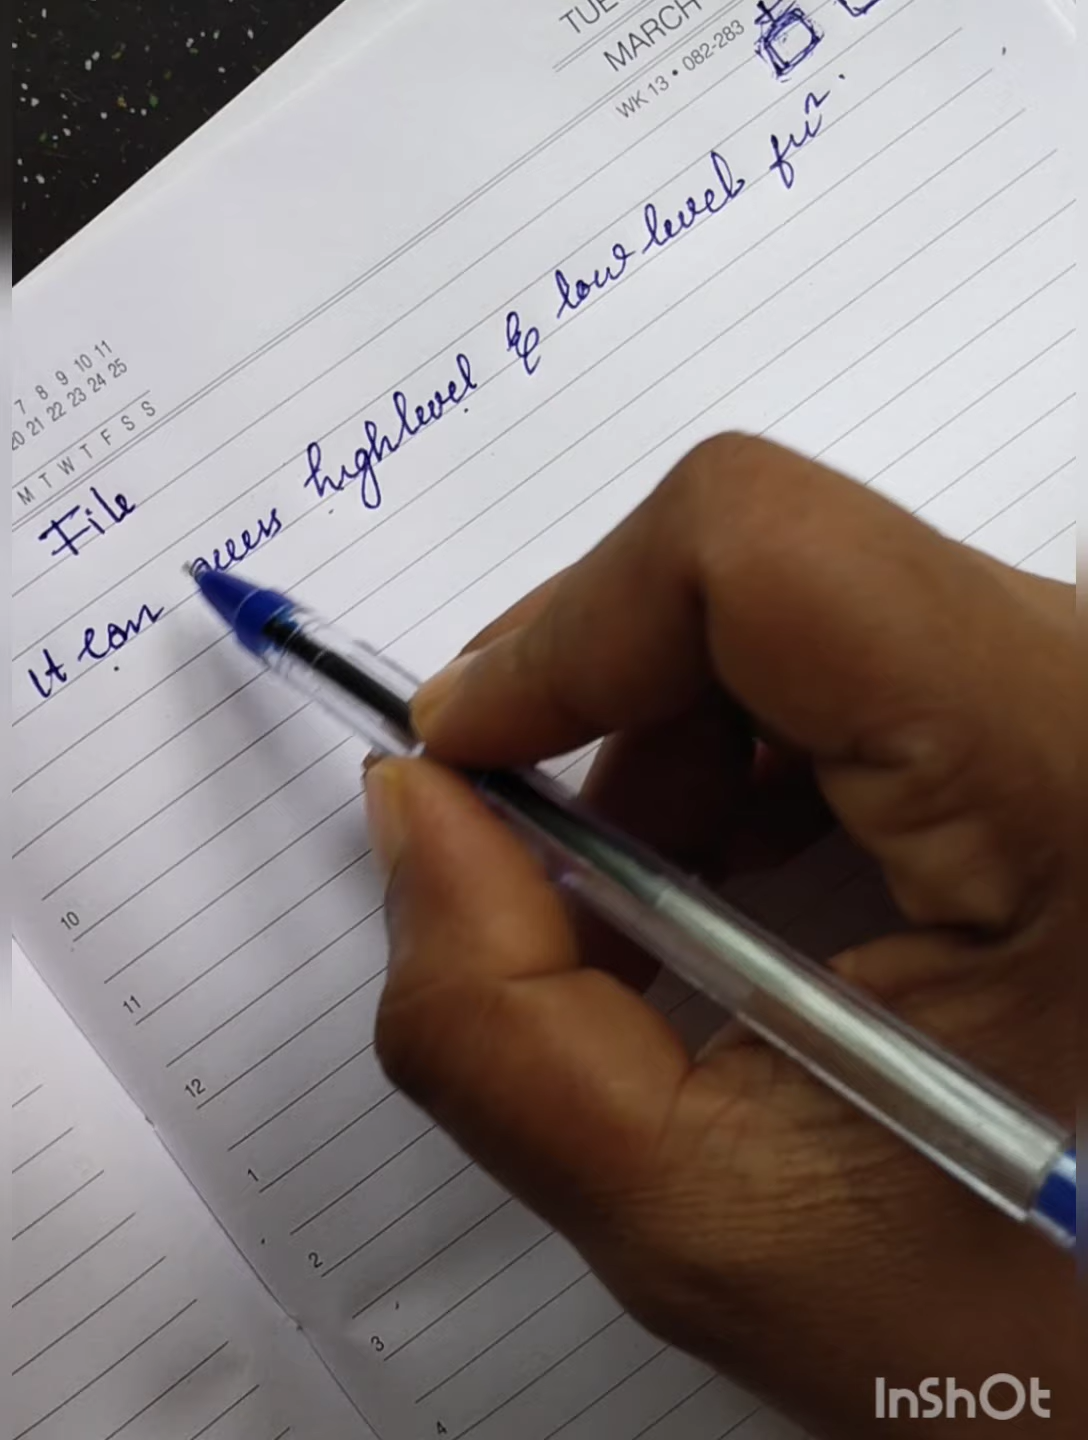 TUE
MARCH
WK 13 • 082-283
7 8 9 10 11
20 21 22 23 24 25
M T W T F S S
File
It can access highlevel & low level fun.
10
11
12
1
2
3
4
InShOt